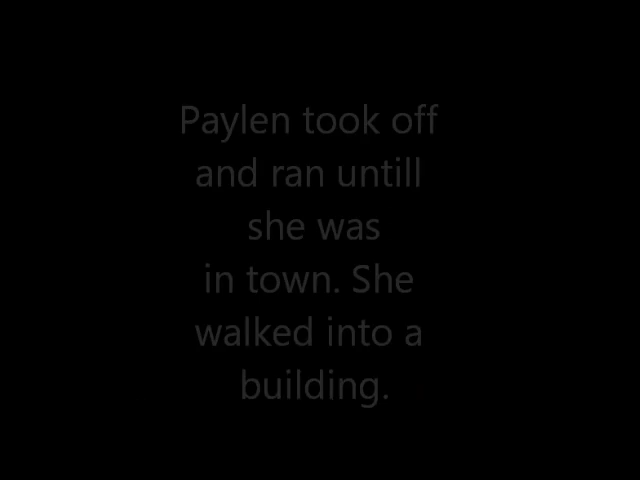 Paylen took off
and ran untill
she was
in town. She
walked into a
building.